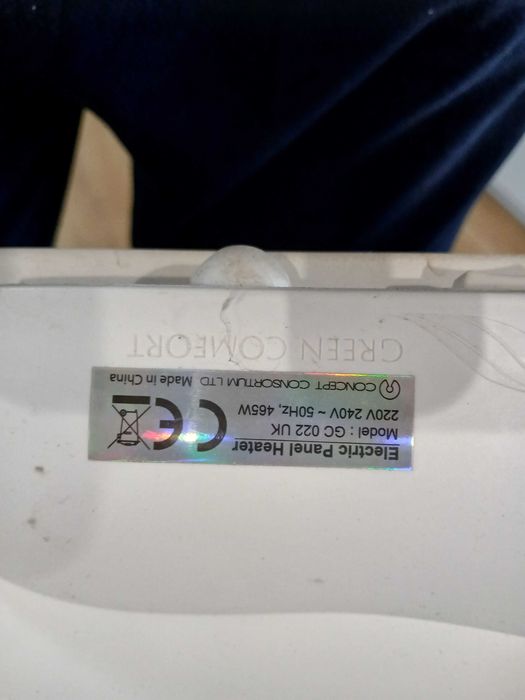 Electric Panel Heater
Model : GC 022 UK
220V 240V ~ 50Hz, 465W
CONCEPT CONSORTIUM LTD Made in China
CE
GREEN COMFORT